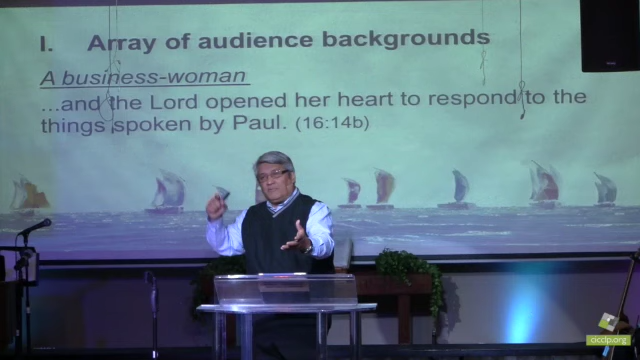 I. Array of audience backgrounds
A business-woman
...and the Lord opened her heart to respond to the
things spoken by Paul. (16:14b)
cicclp.org